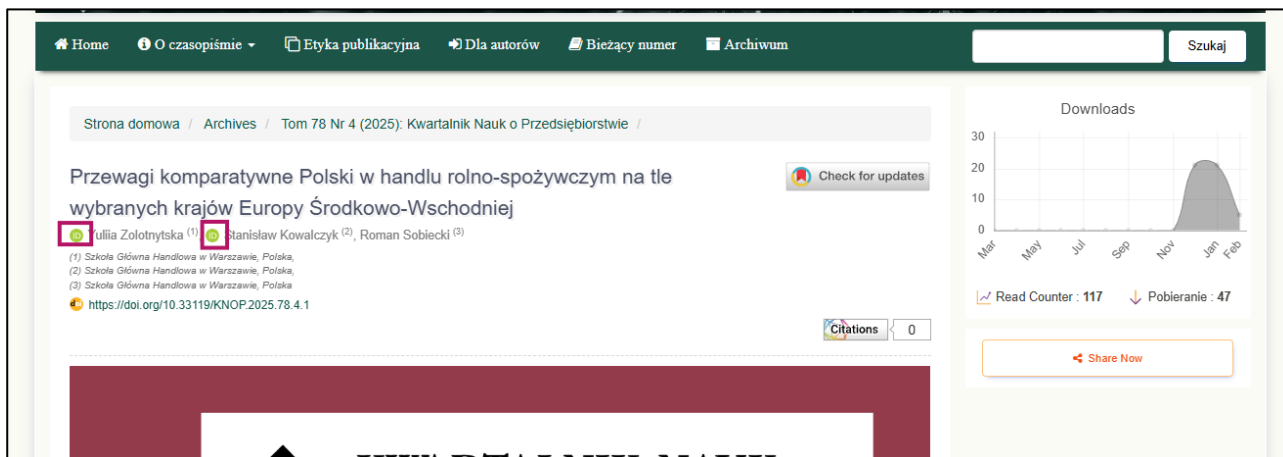 Home O czasopiśmie Etyka publikacyjna Dla autorów Bieżący numer Archiwum Szukaj
Strona domowa / Archives / Tom 78 Nr 4 (2025): Kwartalnik Nauk o Przedsiębiorstwie /
Przewagi komparatywne Polski w handlu rolno-spożywczym na tle
wybranych krajów Europy Środkowo-Wschodniej
Check for updates
iD Yuliia Zolotnytska (1), iD Stanisław Kowalczyk (2), Roman Sobiecki (3)
(1) Szkoła Główna Handlowa w Warszawie, Polska,
(2) Szkoła Główna Handlowa w Warszawie, Polska,
(3) Szkoła Główna Handlowa w Warszawie, Polska
https://doi.org/10.33119/KNOP.2025.78.4.1
Citations 0
Downloads
30
20
10
0
Mar May Jul Sep Nov Jan Feb
Read Counter : 117 Pobieranie : 47
Share Now
KWARTALNIK NAUK